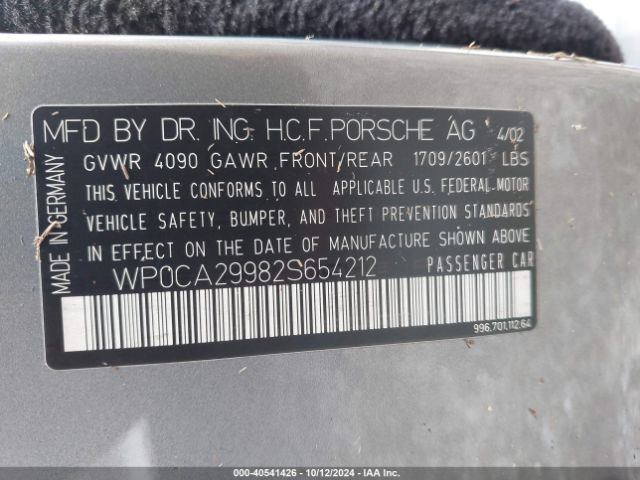 MFD BY DR. ING. H.C.F. PORSCHE AG 4/02
GVWR 4090 GAWR FRONT/REAR 1709/2601 LBS
THIS VEHICLE CONFORMS TO ALL APPLICABLE U.S. FEDERAL-MOTOR
VEHICLE SAFETY, BUMPER, AND THEFT PREVENTION STANDARDS
IN EFFECT ON THE DATE OF MANUFACTURE SHOWN ABOVE
WP0CA29982S654212 PASSENGER CAR
MADE IN GERMANY
996.701.112.64
000-40541426 - 10/12/2024 - IAA Inc.